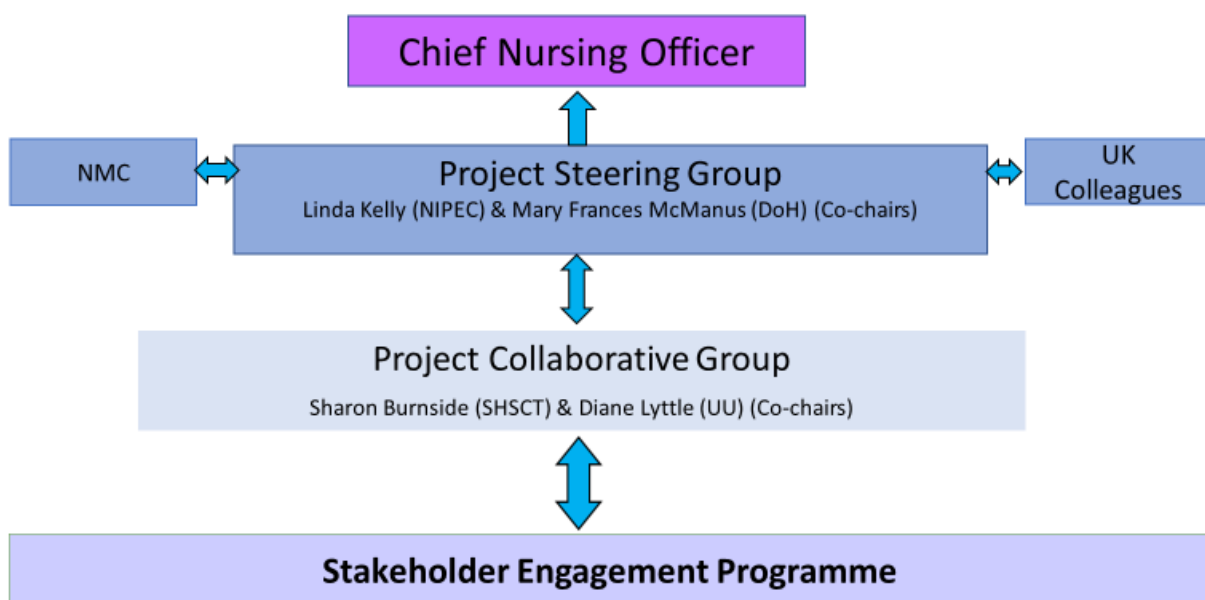 Chief Nursing Officer
NMC
Project Steering Group
Linda Kelly (NIPEC) & Mary Frances McManus (DoH) (Co-chairs)
UK
Colleagues
Project Collaborative Group
Sharon Burnside (SHSCT) & Diane Lyttle (UU) (Co-chairs)
Stakeholder Engagement Programme